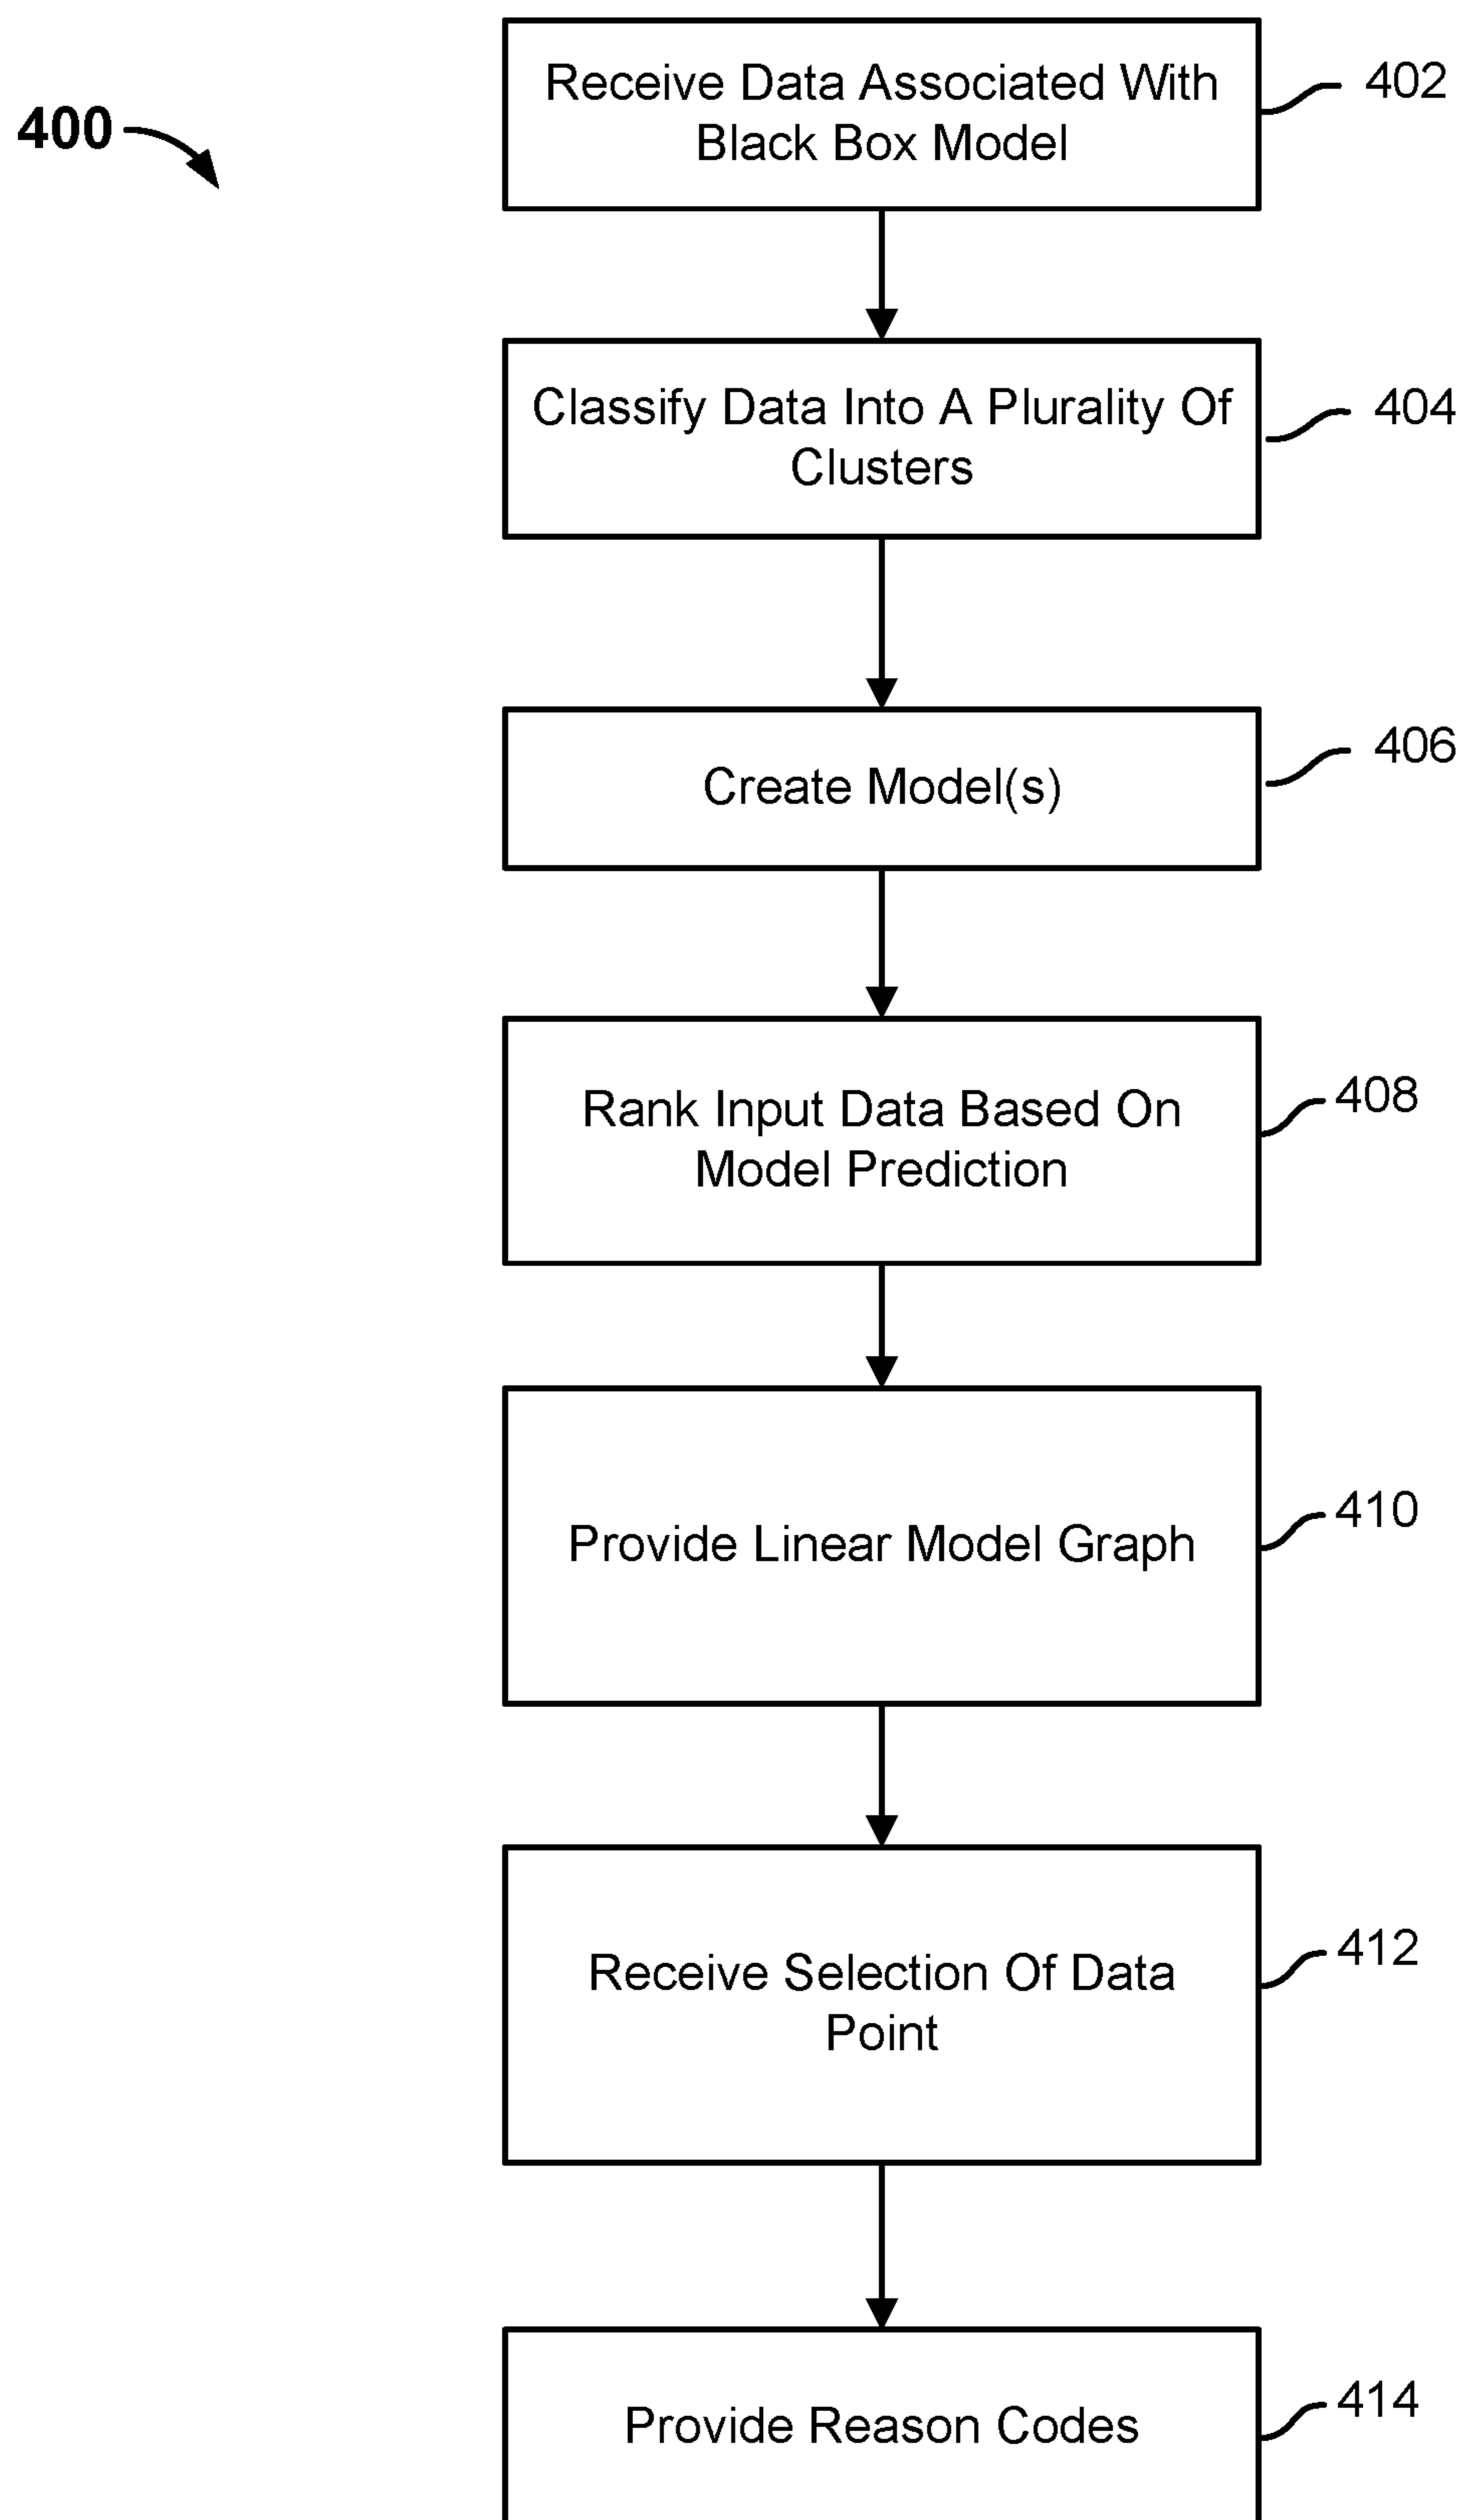 400
Receive Data Associated With
Black Box Model
402
Classify Data Into A Plurality Of
Clusters
404
Create Model(s)
406
Rank Input Data Based On
Model Prediction
408
Provide Linear Model Graph
410
Receive Selection Of Data
Point
412
Provide Reason Codes
414